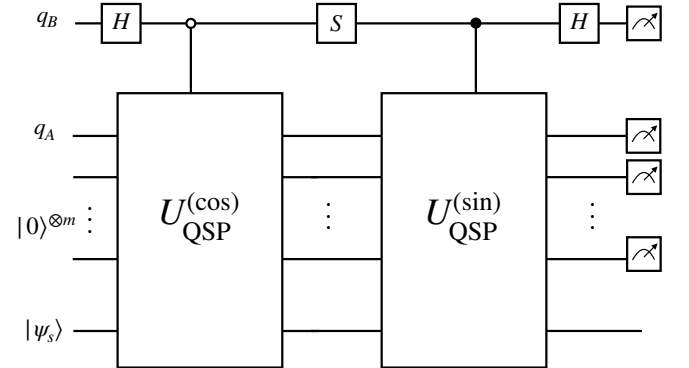 q_B H S H
q_A
U_QSP^(cos) U_QSP^(sin)
|0⟩^⊗m ⋮ ⋮ ⋮
|ψ_s⟩